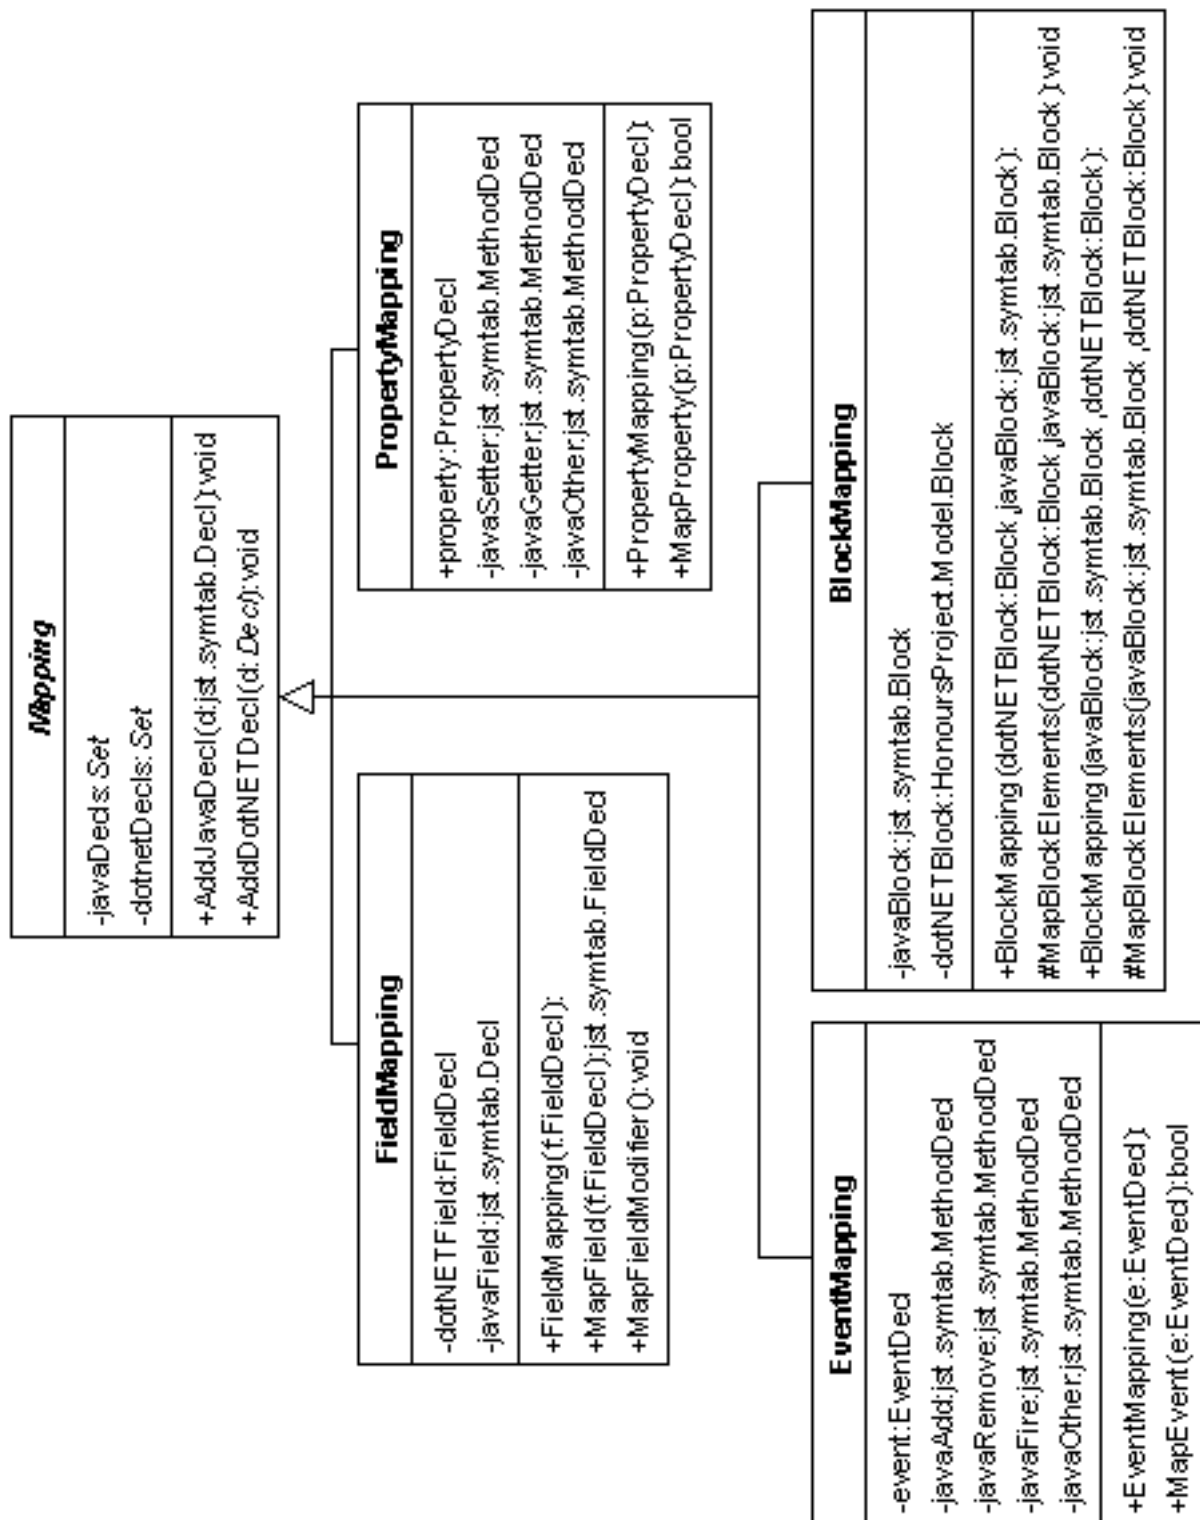 Mapping
-javaDecls:Set
-dotnetDecls:Set
+AddJavaDecl(d:jst.symtab.Decl):void
+AddDotNETDecl(d:Decl):void
FieldMapping
-dotNETField:FieldDecl
-javaField:jst.symtab.Decl
+FieldMapping(f:FieldDecl):
+MapField(f:FieldDecl):jst.symtab.FieldDecl
+MapFieldModifier():void
PropertyMapping
+property:PropertyDecl
-javaSetter:jst.symtab.MethodDecl
-javaGetter:jst.symtab.MethodDecl
-javaOther:jst.symtab.MethodDecl
+PropertyMapping(p:PropertyDecl):
+MapProperty(p:PropertyDecl):bool
EventMapping
-event:EventDecl
-javaAdd:jst.symtab.MethodDecl
-javaRemove:jst.symtab.MethodDecl
-javaFire:jst.symtab.MethodDecl
-javaOther:jst.symtab.MethodDecl
+EventMapping(e:EventDecl):
+MapEvent(e:EventDecl):bool
BlockMapping
-javaBlock:jst.symtab.Block
-dotNETBlock:HonoursProject.Model.Block
+BlockMapping(dotNETBlock:Block,javaBlock:jst.symtab.Block):
#MapBlockElements(dotNETBlock:Block,javaBlock:jst.symtab.Block):void
+BlockMapping(javaBlock:jst.symtab.Block,dotNETBlock:Block):
#MapBlockElements(javaBlock:jst.symtab.Block,dotNETBlock:Block):void